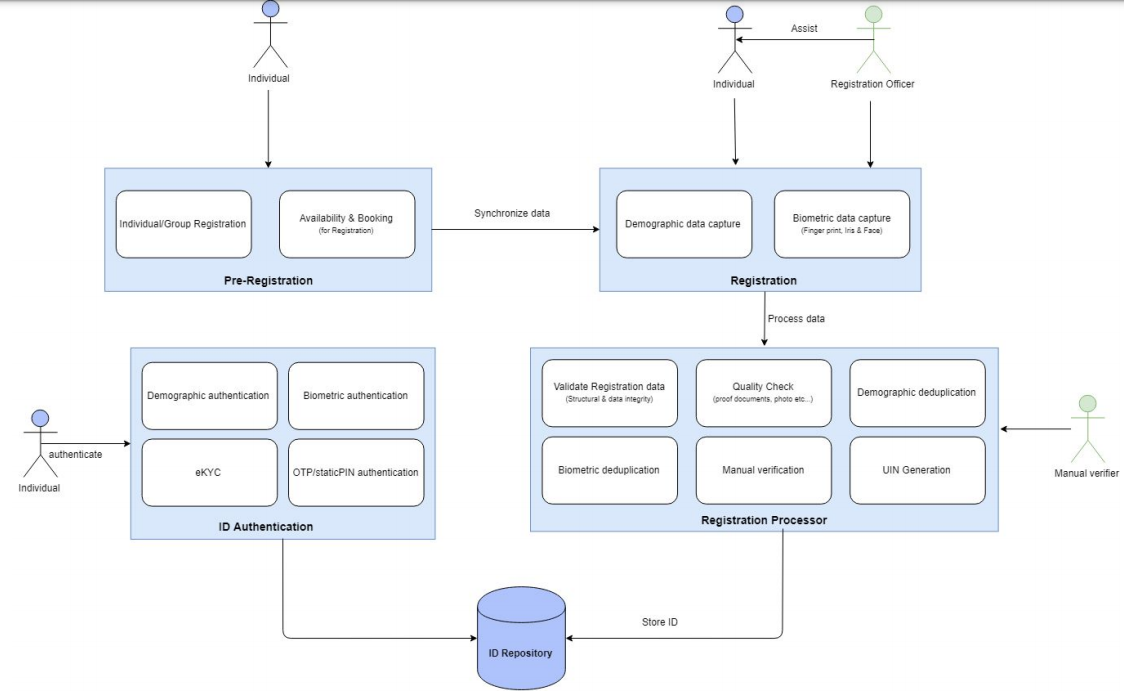 Assist
Individual
Individual
Registration Officer
Individual/Group Registration
Availability & Booking
(for Registration)
Pre-Registration
Synchronize data
Demographic data capture
Biometric data capture
(Finger print, Iris & Face)
Registration
Process data
Demographic authentication
Biometric authentication
eKYC
OTP/staticPIN authentication
ID Authentication
authenticate
Individual
Validate Registration data
(Structural & data integrity)
Quality Check
(proof documents, photo etc...)
Demographic deduplication
Biometric deduplication
Manual verification
UIN Generation
Registration Processor
Manual verifier
Store ID
ID Repository